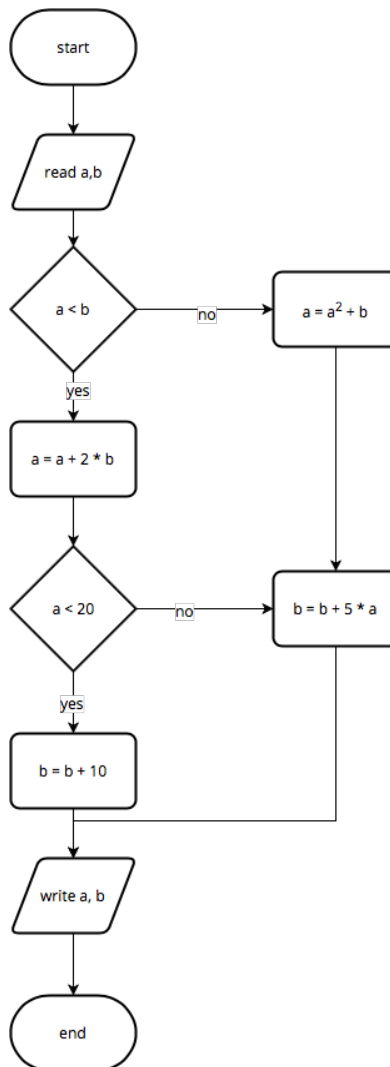 start
read a,b
a < b
no
a = a² + b
yes
a = a + 2 * b
a < 20
no
b = b + 5 * a
yes
b = b + 10
write a, b
end